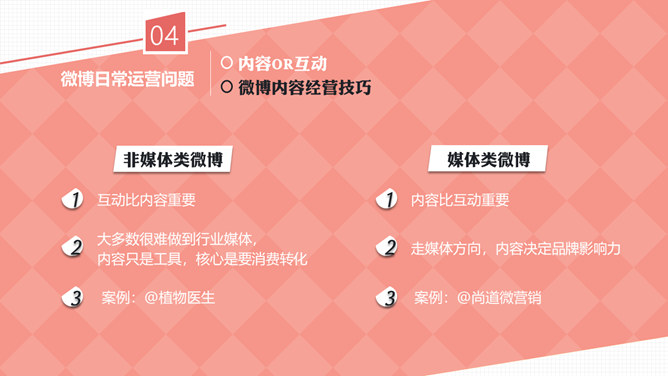 04
微博日常运营问题
内容OR互动
微博内容经营技巧
非媒体类微博
1 互动比内容重要
2 大多数很难做到行业媒体，
内容只是工具，核心是要消费转化
3 案例：@植物医生
媒体类微博
1 内容比互动重要
2 走媒体方向，内容决定品牌影响力
3 案例：@尚道微营销